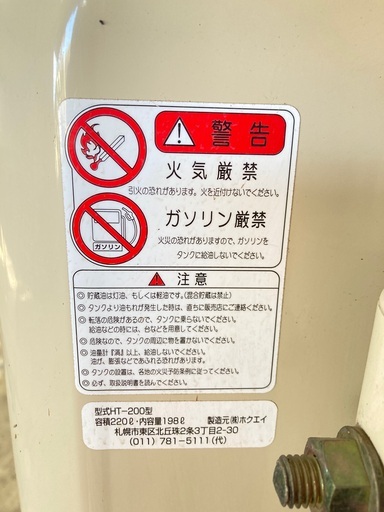 警告
火気厳禁
引火の恐れがあります。火を近付けないでください。
ガソリン
ガソリン厳禁
火災の恐れがありますので、ガソリンを
タンクに給油しないでください。
注意
◎ 貯蔵油は灯油、もしくは軽油です。(混合貯蔵は禁止)
◎ タンクより油もれが発生した時は、直ちに販売店にご連絡ください。
◎ 転落の危険があるので、タンクに乗らないでください。
給油などの時には、台などを用意してください。
◎ 危険なので、タンクの周辺に物を置かないでください。
◎ 油量計『満』以上、給油しないでください。
油が、膨張などであふれる恐れがあります。
◎ タンクの設置は、各地の火災予防条例に従ってください。
◎ 必ず、取扱説明書をお読みください。
型式HT-200型
容積220ℓ・内容量198ℓ 製造元 ㈱ホクエイ
札幌市東区北丘珠2条3丁目2-30
(011) 781-5111(代)